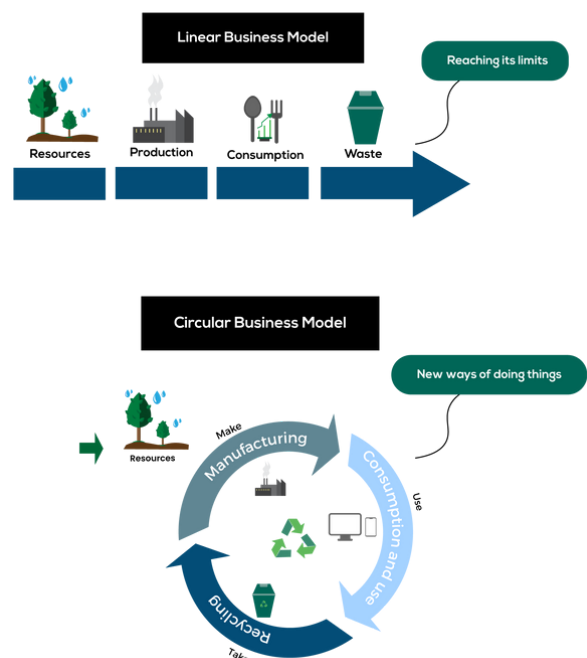 Linear Business Model
Reaching its limits
Resources
Production
Consumption
Waste
Circular Business Model
New ways of doing things
Resources
Make
Manufacturing
Consumption and use
Use
Recycling